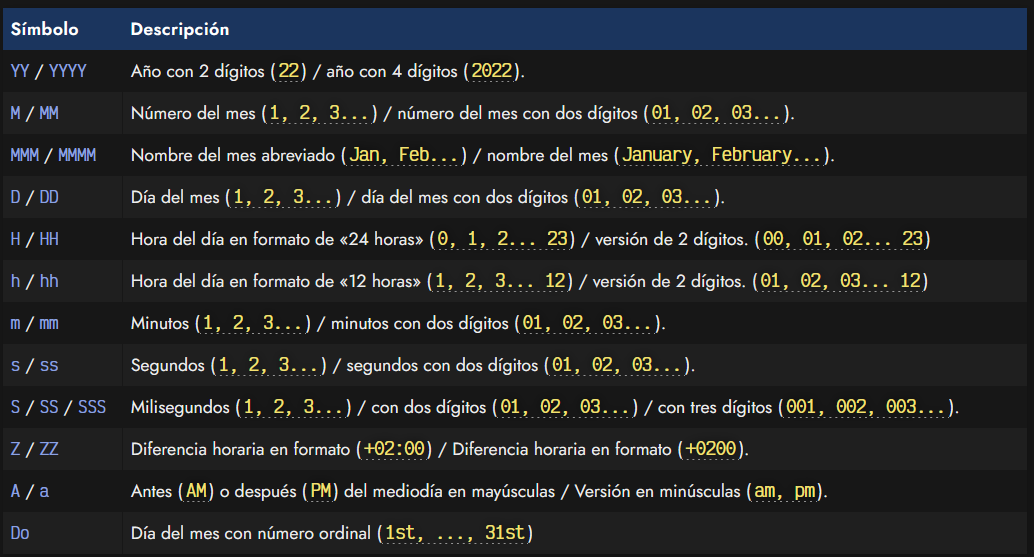 Símbolo Descripción
YY / YYYY Año con 2 dígitos (22) / año con 4 dígitos (2022).
M / MM Número del mes (1, 2, 3...) / número del mes con dos dígitos (01, 02, 03...).
MMM / MMMM Nombre del mes abreviado (Jan, Feb...) / nombre del mes (January, February...).
D / DD Día del mes (1, 2, 3...) / día del mes con dos dígitos (01, 02, 03...).
H / HH Hora del día en formato de «24 horas» (0, 1, 2... 23) / versión de 2 dígitos. (00, 01, 02... 23)
h / hh Hora del día en formato de «12 horas» (1, 2, 3... 12) / versión de 2 dígitos. (01, 02, 03... 12)
m / mm Minutos (1, 2, 3...) / minutos con dos dígitos (01, 02, 03...).
s / ss Segundos (1, 2, 3...) / segundos con dos dígitos (01, 02, 03...).
S / SS / SSS Milisegundos (1, 2, 3...) / con dos dígitos (01, 02, 03...) / con tres dígitos (001, 002, 003...).
Z / ZZ Diferencia horaria en formato (+02:00) / Diferencia horaria en formato (+0200).
A / a Antes (AM) o después (PM) del mediodía en mayúsculas / Versión en minúsculas (am, pm).
Do Día del mes con número ordinal (1st, ..., 31st)